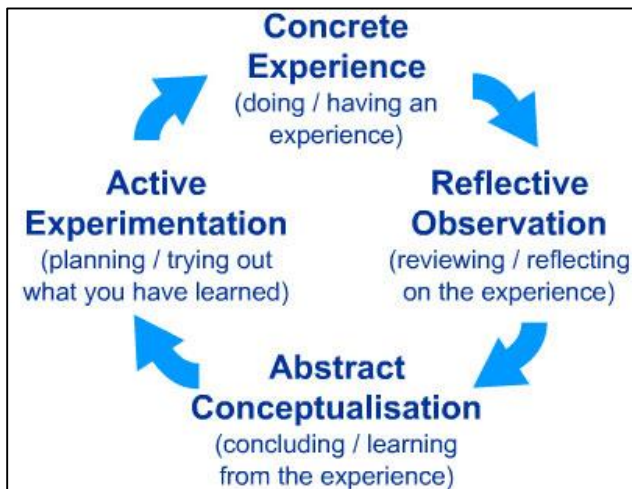 Concrete
Experience
(doing / having an
experience)
Reflective
Observation
(reviewing / reflecting
on the experience)
Abstract
Conceptualisation
(concluding / learning
from the experience)
Active
Experimentation
(planning / trying out
what you have learned)